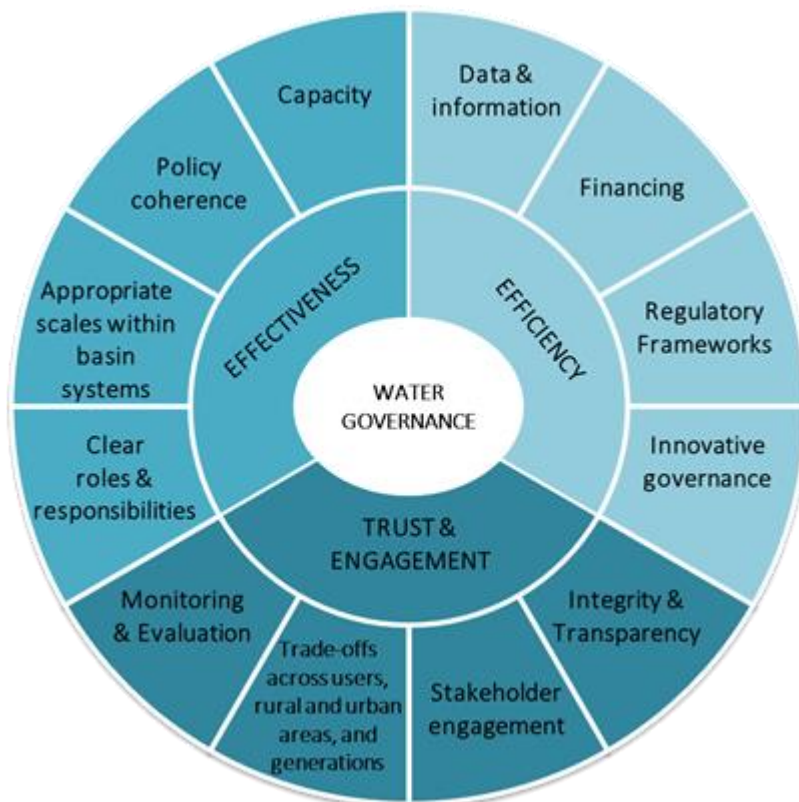 Capacity
Data &
information
Policy
coherence
Financing
Appropriate
scales within
basin
systems
EFFECTIVENESS
EFFICIENCY
Regulatory
Frameworks
WATER
GOVERNANCE
Clear
roles &
responsibilities
Innovative
governance
TRUST &
ENGAGEMENT
Monitoring
& Evaluation
Integrity &
Transparency
Trade-offs
across users,
rural and urban
areas, and
generations
Stakeholder
engagement